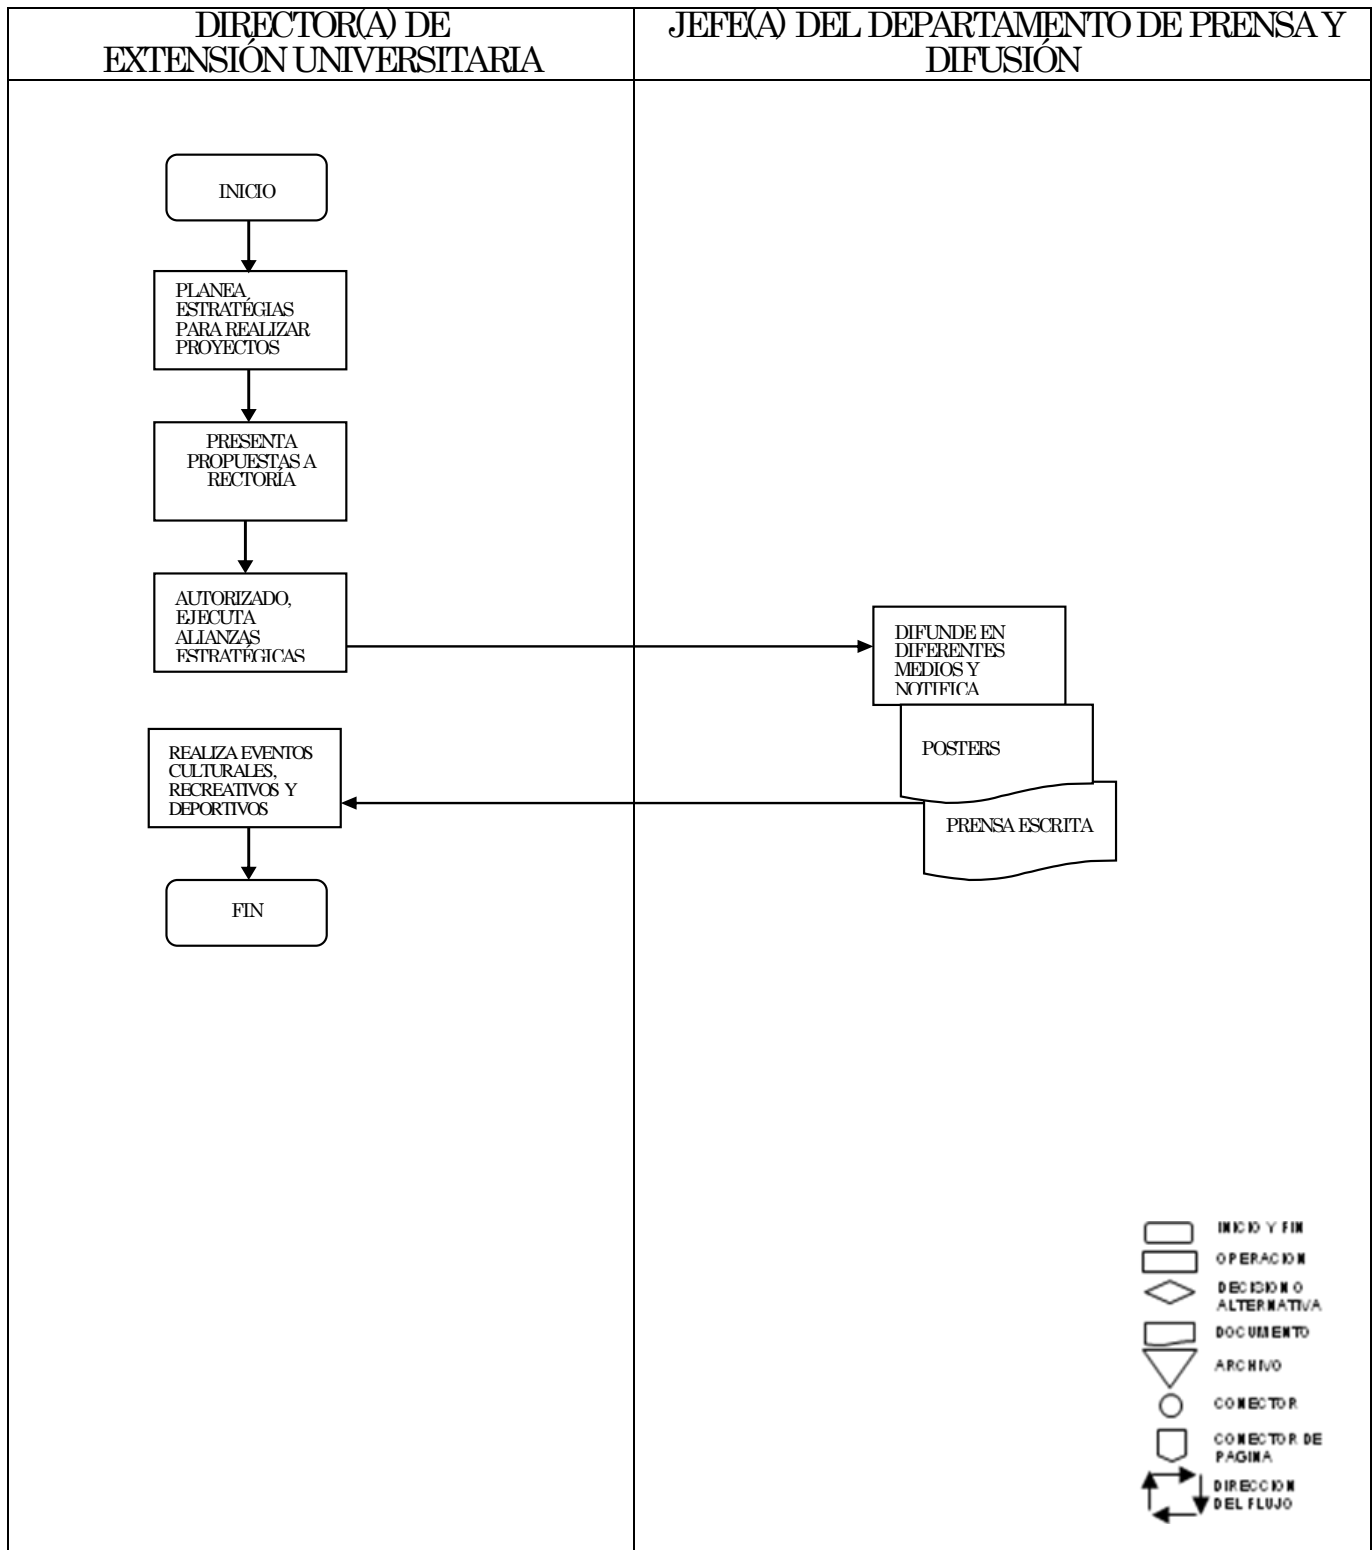 DIRECTOR(A) DE
EXTENSIÓN UNIVERSITARIA
JEFE(A) DEL DEPARTAMENTO DE PRENSA Y
DIFUSIÓN
INICIO
PLANEA
ESTRATÉGIAS
PARA REALIZAR
PROYECTOS
PRESENTA
PROPUESTAS A
RECTORÍA
AUTORIZADO,
EJECUTA
ALIANZAS
ESTRATÉGICAS
DIFUNDE EN
DIFERENTES
MEDIOS Y
NOTIFICA
POSTERS
PRENSA ESCRITA
REALIZA EVENTOS
CULTURALES,
RECREATIVOS Y
DEPORTIVOS
FIN
INICIO Y FIN
OPERACION
DECISION O
ALTERNATIVA
DOCUMENTO
ARCHIVO
CONECTOR
CONECTOR DE
PAGINA
DIRECCION
DEL FLUJO